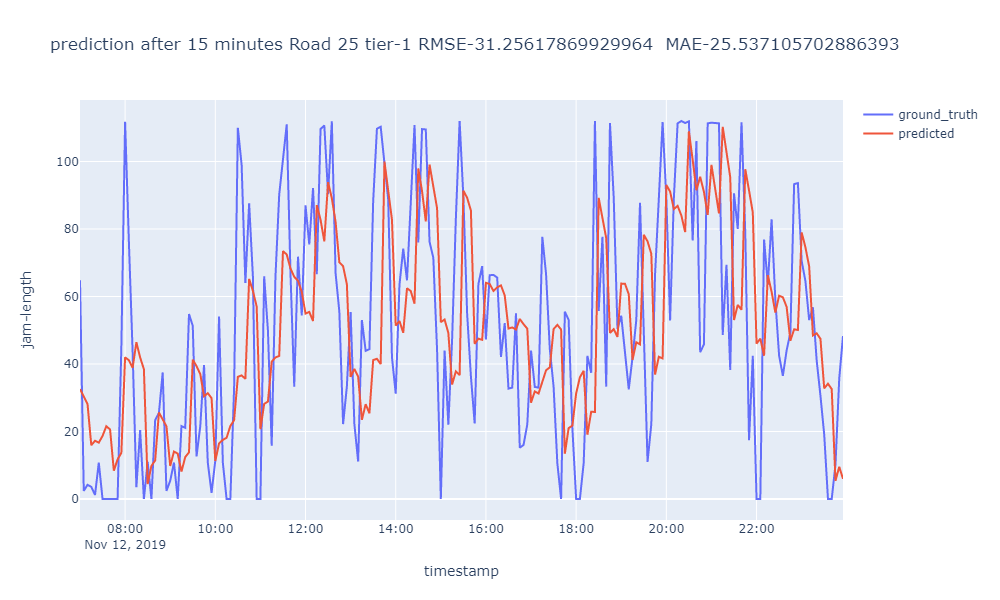 prediction after 15 minutes Road 25 tier-1 RMSE-31.25617869929964  MAE-25.537105702886393
ground_truth
predicted
jam-length
100
80
60
40
20
0
08:00 10:00 12:00 14:00 16:00 18:00 20:00 22:00
Nov 12, 2019
timestamp